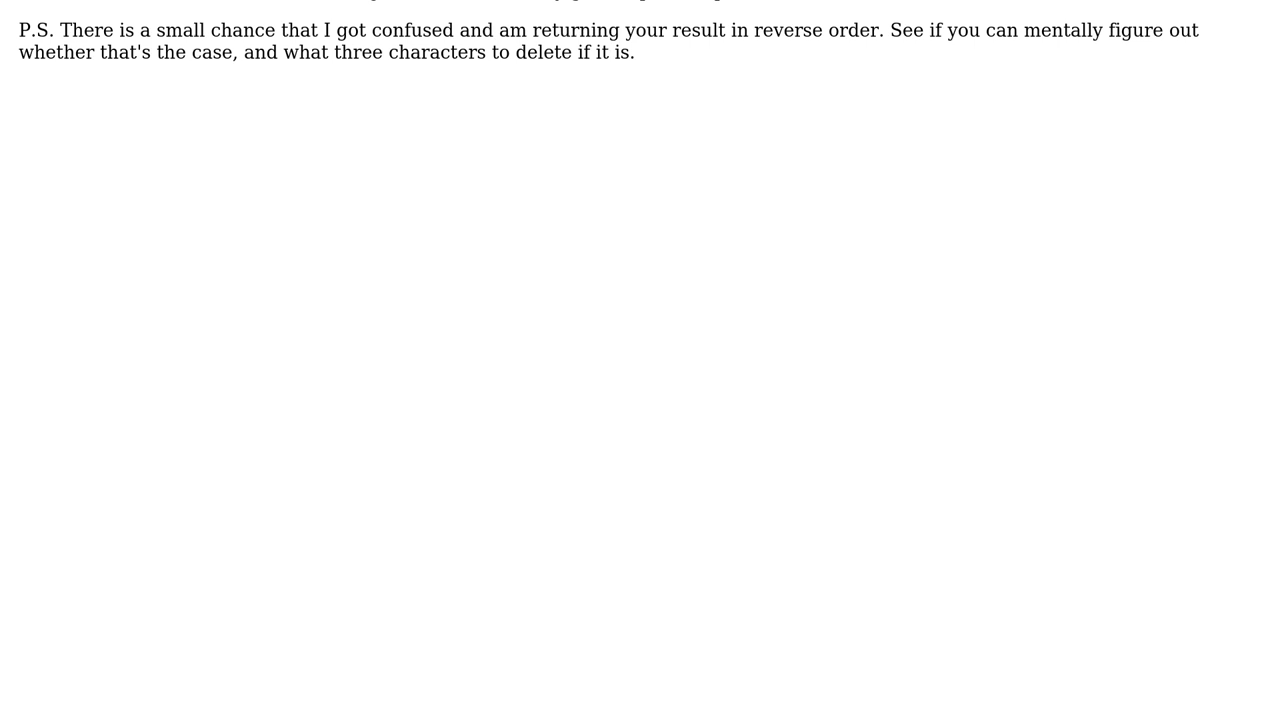 P.S. There is a small chance that I got confused and am returning your result in reverse order. See if you can mentally figure out
whether that's the case, and what three characters to delete if it is.